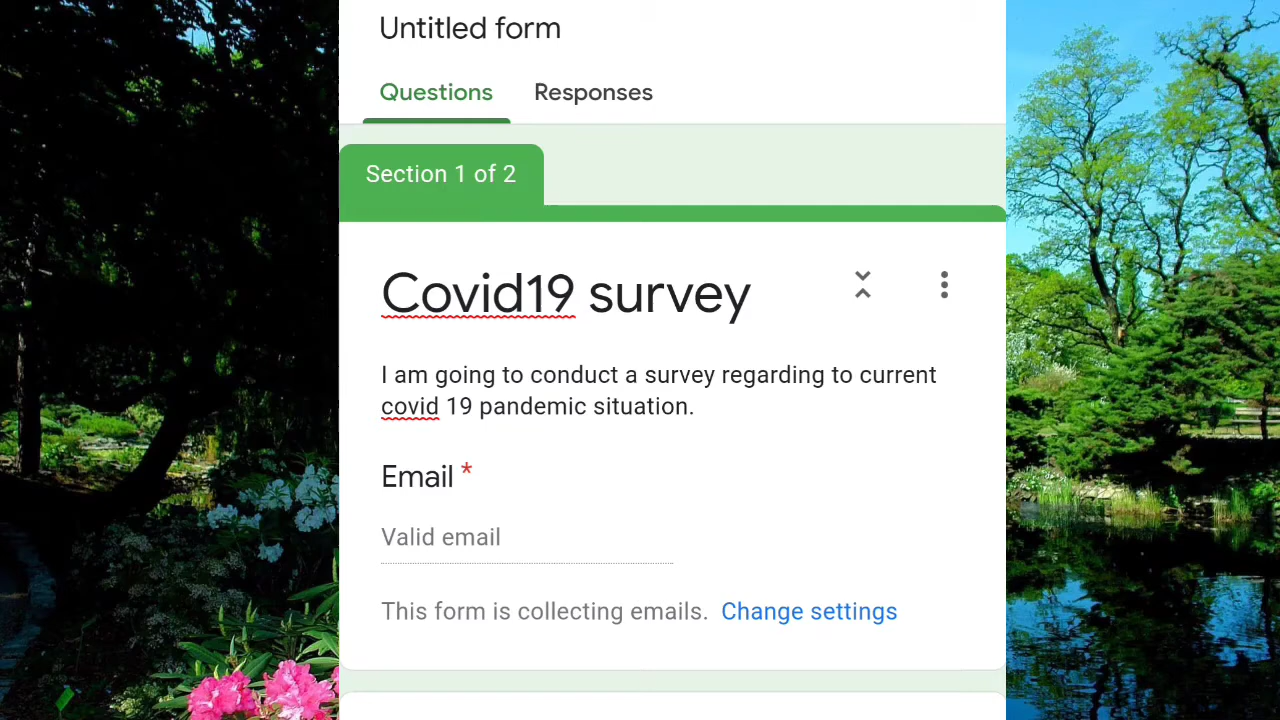 Untitled form
Questions Responses
Section 1 of 2
Covid19 survey
I am going to conduct a survey regarding to current
covid 19 pandemic situation.
Email *
Valid email
This form is collecting emails. Change settings